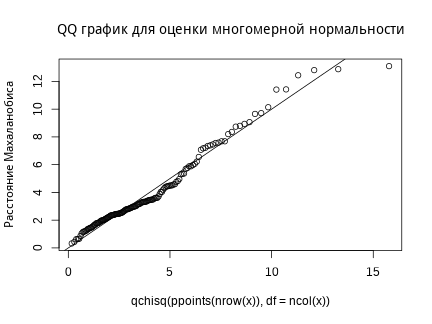 QQ график для оценки многомерной нормальности
Расстояние Махаланобиса
0 2 4 6 8 10 12
0 5 10 15
qchisq(ppoints(nrow(x)), df = ncol(x))